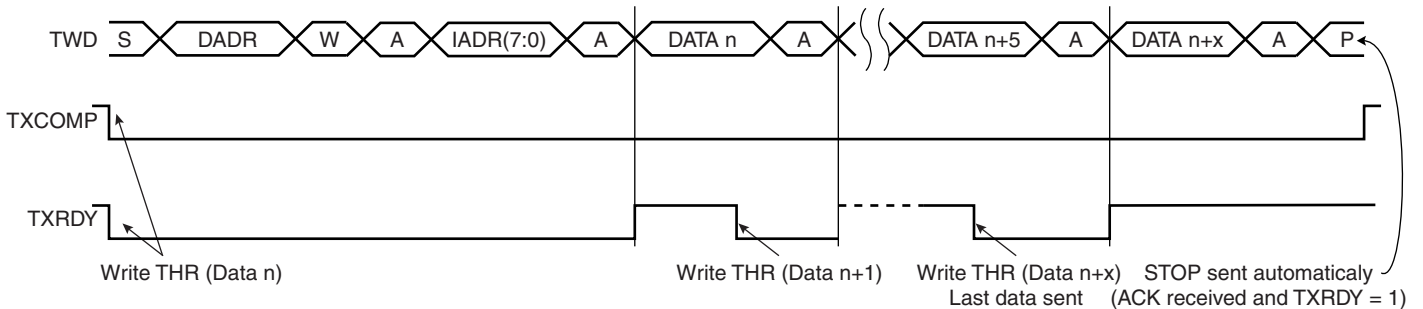 TWD S DADR W A IADR(7:0) A DATA n A DATA n+5 A DATA n+x A P
TXCOMP
TXRDY
Write THR (Data n) Write THR (Data n+1) Write THR (Data n+x) STOP sent automaticaly
Last data sent (ACK received and TXRDY = 1)